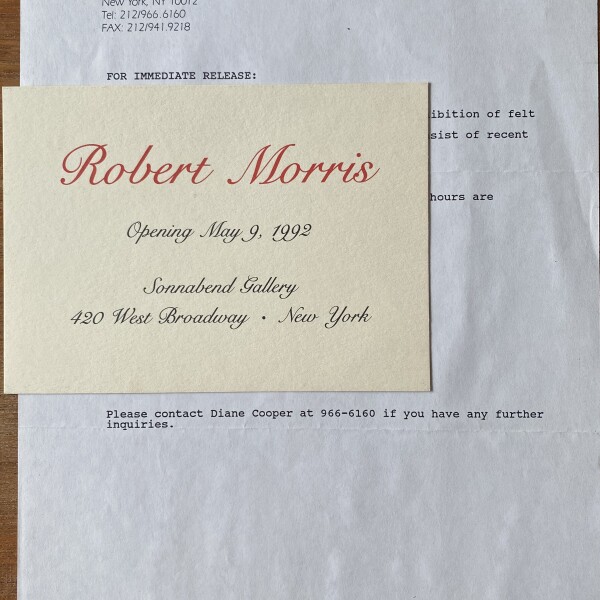 New York, NY 10012
Tel: 212/966.6160
FAX: 212/941.9218
FOR IMMEDIATE RELEASE:
ibition of felt
sist of recent
hours are
Robert Morris
Opening May 9, 1992
Sonnabend Gallery
420 West Broadway • New York
Please contact Diane Cooper at 966-6160 if you have any further
inquiries.